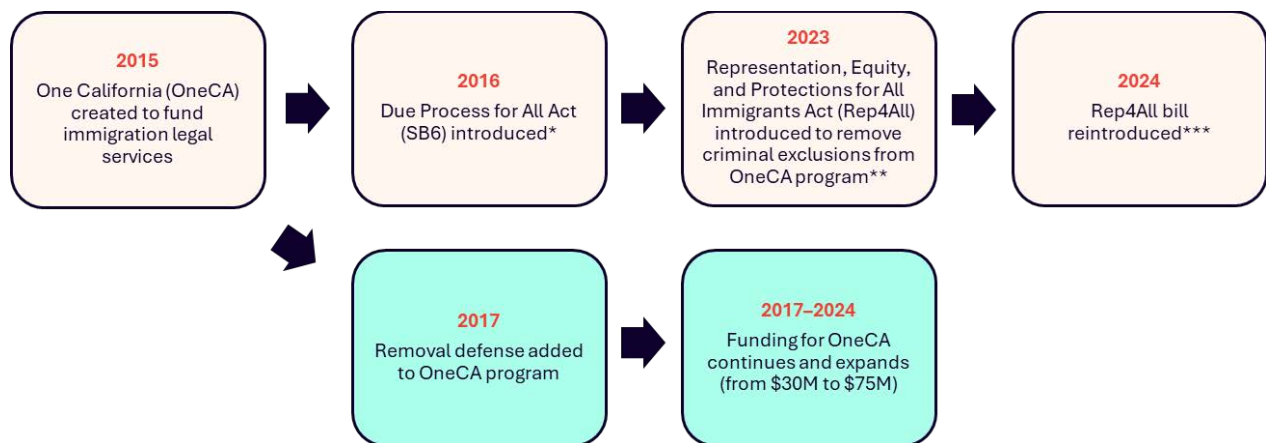 2015
One California (OneCA)
created to fund
immigration legal
services
2016
Due Process for All Act
(SB6) introduced*
2023
Representation, Equity,
and Protections for All
Immigrants Act (Rep4All)
introduced to remove
criminal exclusions from
OneCA program**
2024
Rep4All bill
reintroduced***
2017
Removal defense added
to OneCA program
2017–2024
Funding for OneCA
continues and expands
(from $30M to $75M)